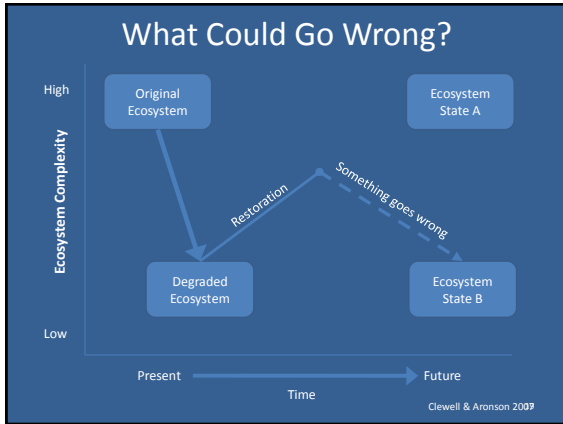 What Could Go Wrong?
High
Original
Ecosystem
Ecosystem
State A
Ecosystem Complexity
Restoration
Something goes wrong
Degraded
Ecosystem
Ecosystem
State B
Low
Present
Future
Time
Clewell & Aronson